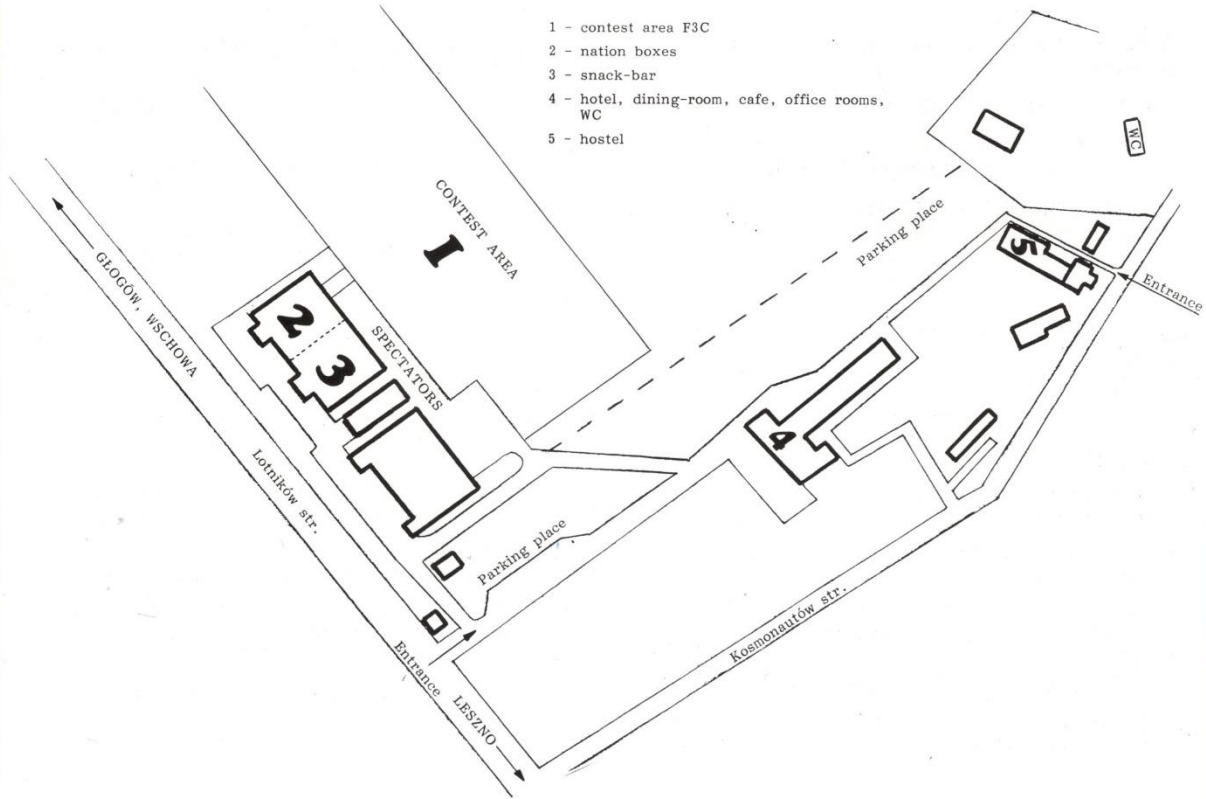 1 - contest area F3C
2 - nation boxes
3 - snack-bar
4 - hotel, dining-room, cafe, office rooms,
WC
5 - hostel
WC
CONTEST AREA
1
Parking place
5
Entrance
GŁOGÓW, WSCHOWA
2
3
SPECTATORS
4
Lotników str.
Parking place
Kosmonautów str.
Entrance
LESZNO